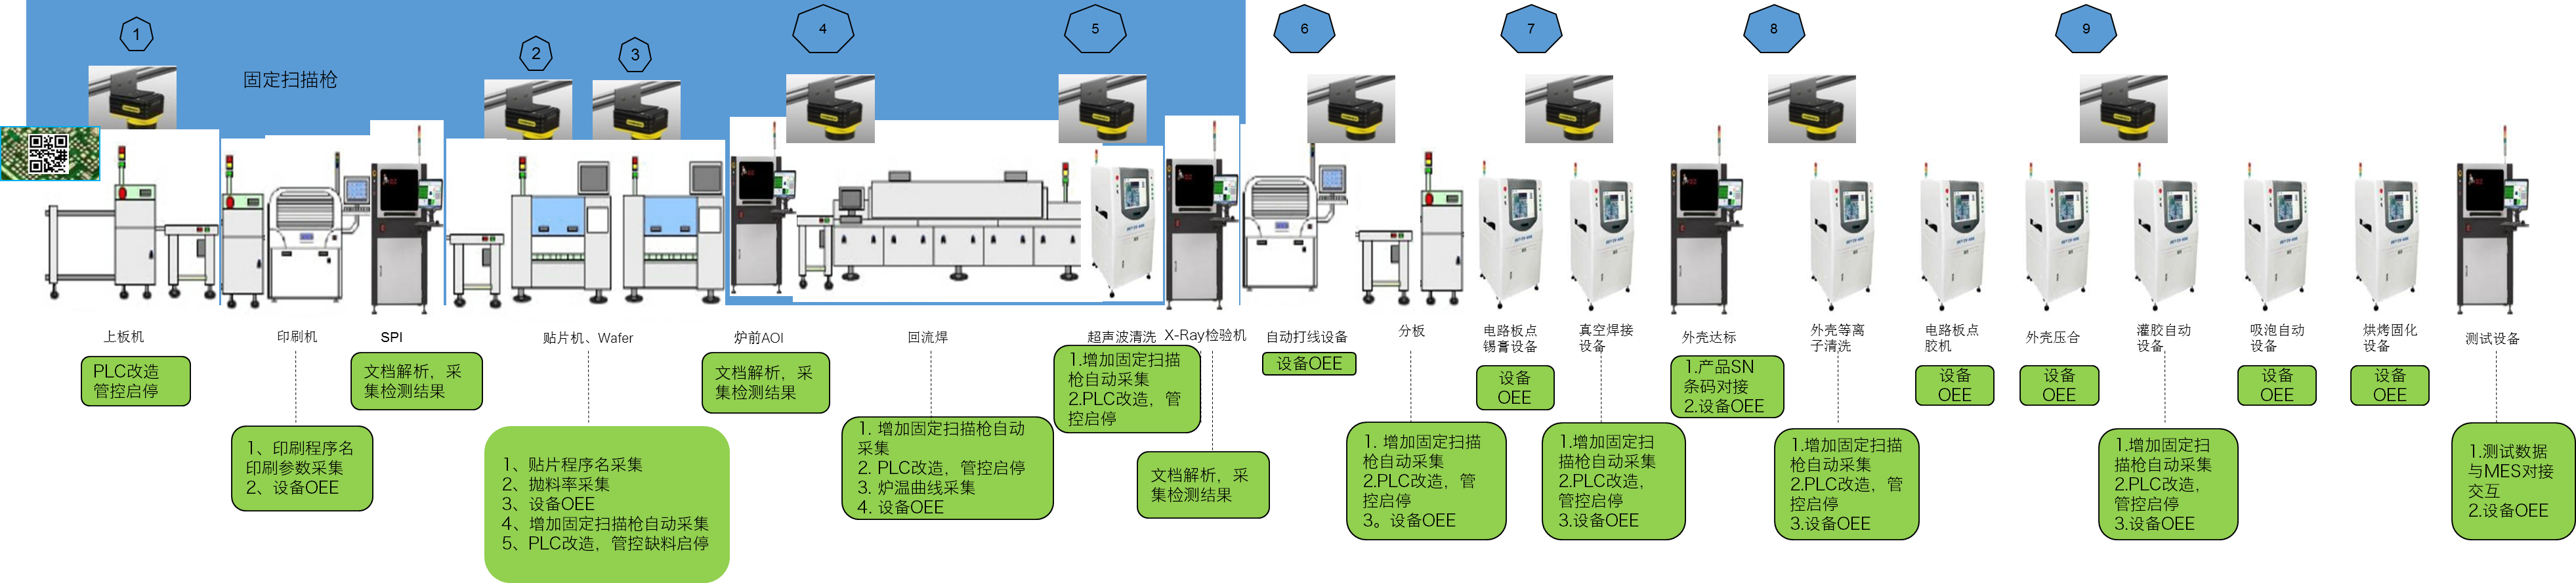 1
2
3
4
5
6
7
8
9
固定扫描枪
上板机
印刷机
SPI
贴片机、Wafer
炉前AOI
回流焊
超声波清洗
X-Ray检验机
自动打线设备
分板
电路板点
锡膏设备
真空焊接
设备
外壳达标
外壳等离
子清洗
电路板点
胶机
外壳压合
灌胶自动
设备
吸泡自动
设备
烘烤固化
设备
测试设备
PLC改造
管控启停
1、印刷程序名
印刷参数采集
2、设备OEE
文档解析，采
集检测结果
1、贴片程序名采集
2、抛料率采集
3、设备OEE
4、增加固定扫描枪自动采集
5、PLC改造，管控缺料启停
文档解析，采
集检测结果
1. 增加固定扫描枪自动
采集
2. PLC改造，管控启停
3. 炉温曲线采集
4. 设备OEE
1.增加固定扫描
枪自动采集
2.PLC改造，管
控启停
文档解析，采
集检测结果
设备OEE
1. 增加固定扫描
枪自动采集
2.PLC改造，管
控启停
3。设备OEE
设备
OEE
1.增加固定扫
描枪自动采集
2.PLC改造，
管控启停
3.设备OEE
1.产品SN
条码对接
2.设备OEE
1.增加固定扫描
枪自动采集
2.PLC改造，管
控启停
3.设备OEE
设备
OEE
设备
OEE
1.增加固定扫
描枪自动采集
2.PLC改造，
管控启停
3.设备OEE
设备
OEE
设备
OEE
1.测试数据
与MES对接
交互
2.设备OEE